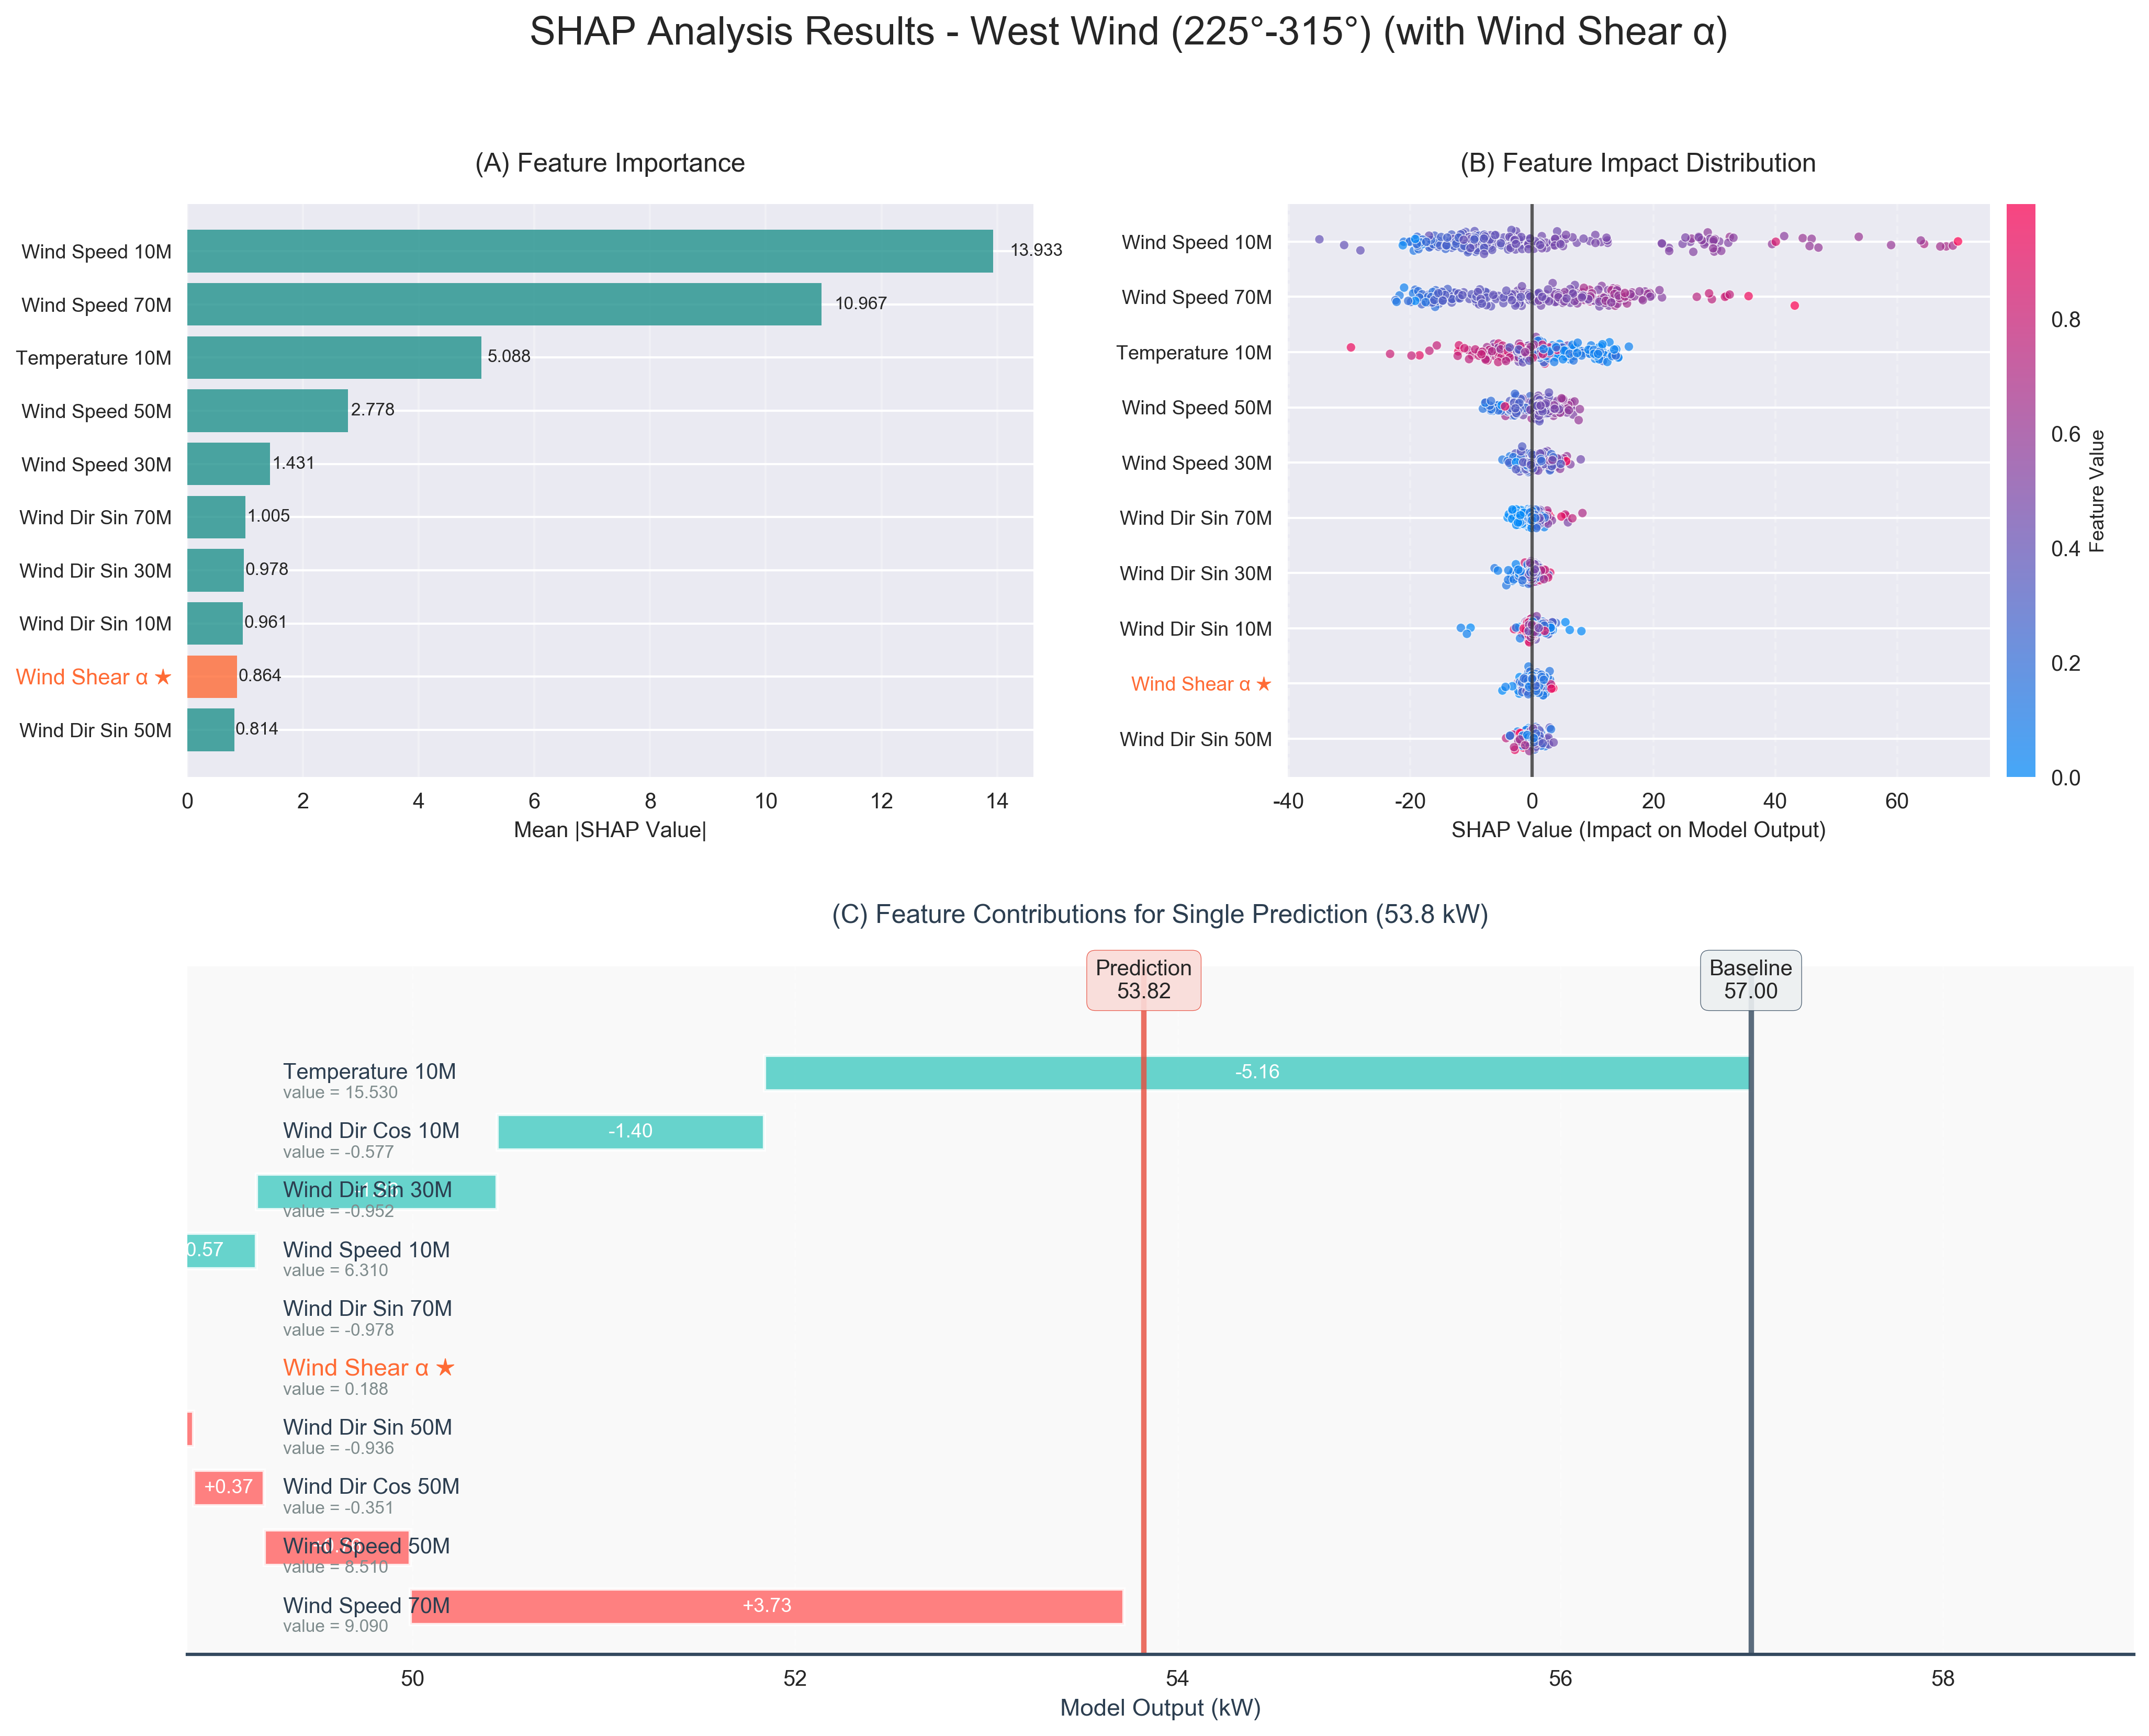 SHAP Analysis Results - West Wind (225°-315°) (with Wind Shear α)
(A) Feature Importance
Wind Speed 10M
13.933
Wind Speed 70M
10.967
Temperature 10M
5.088
Wind Speed 50M
2.778
Wind Speed 30M
1.431
Wind Dir Sin 70M
1.005
Wind Dir Sin 30M
0.978
Wind Dir Sin 10M
0.961
Wind Shear α ★
0.864
Wind Dir Sin 50M
0.814
0 2 4 6 8 10 12 14
Mean |SHAP Value|
(B) Feature Impact Distribution
Wind Speed 10M
Wind Speed 70M
Temperature 10M
Wind Speed 50M
Wind Speed 30M
Wind Dir Sin 70M
Wind Dir Sin 30M
Wind Dir Sin 10M
Wind Shear α ★
Wind Dir Sin 50M
-40 -20 0 20 40 60
SHAP Value (Impact on Model Output)
0.8
0.6
0.4
0.2
0.0
Feature Value
(C) Feature Contributions for Single Prediction (53.8 kW)
Prediction
53.82
Baseline
57.00
Temperature 10M
value = 15.530
-5.16
Wind Dir Cos 10M
value = -0.577
-1.40
Wind Dir Sin 30M
value = -0.952
0.57
Wind Speed 10M
value = 6.310
Wind Dir Sin 70M
value = -0.978
Wind Shear α ★
value = 0.188
Wind Dir Sin 50M
value = -0.936
+0.37
Wind Dir Cos 50M
value = -0.351
Wind Speed 50M
value = 8.510
Wind Speed 70M
value = 9.090
+3.73
50 52 54 56 58
Model Output (kW)